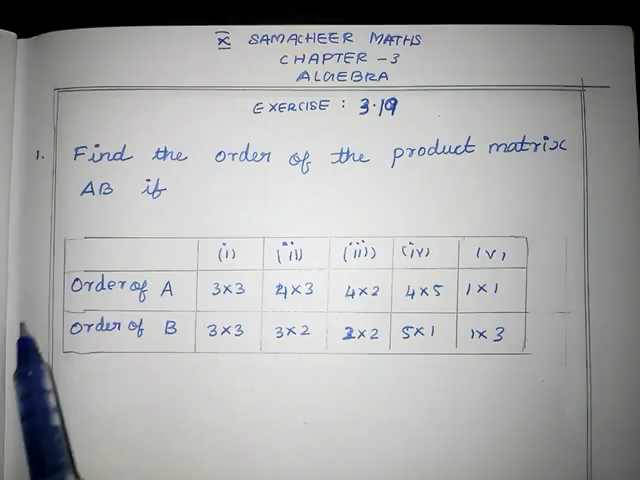 X SAMACHEER MATHS
CHAPTER -3
ALGEBRA
EXERCISE : 3.19
1. Find the order of the product matrix
AB if
(i) (ii) (iii) (iv) (v)
Order of A 3×3 4×3 4×2 4×5 1×1
Order of B 3×3 3×2 2×2 5×1 1×3